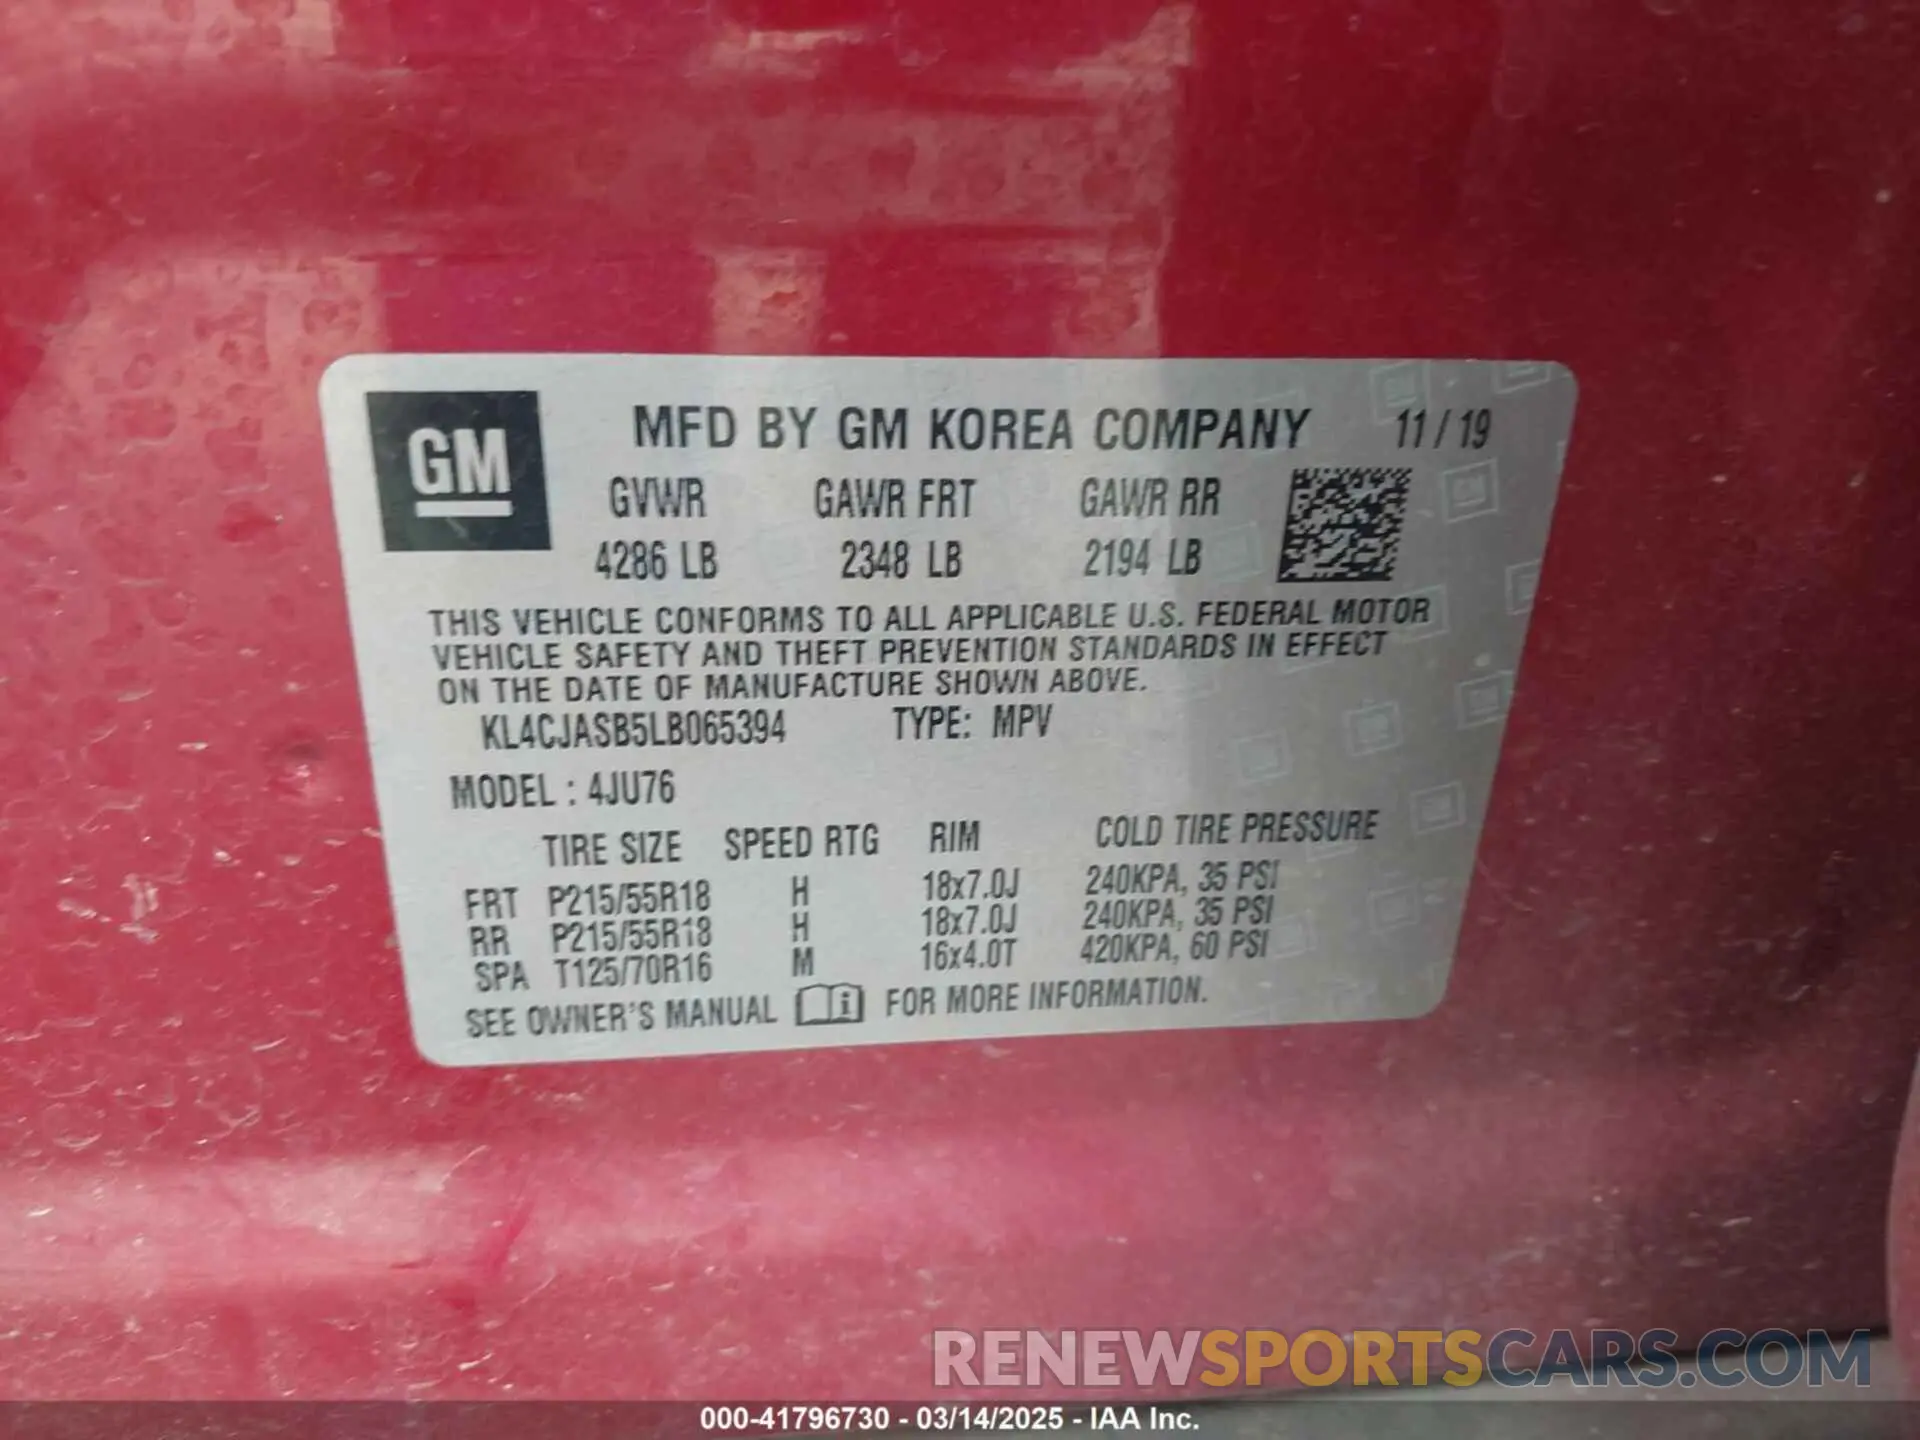 GM
MFD BY GM KOREA COMPANY 11/19
GVWR GAWR FRT GAWR RR
4286 LB 2348 LB 2194 LB
THIS VEHICLE CONFORMS TO ALL APPLICABLE U.S. FEDERAL MOTOR
VEHICLE SAFETY AND THEFT PREVENTION STANDARDS IN EFFECT
ON THE DATE OF MANUFACTURE SHOWN ABOVE.
KL4CJASB5LB065394 TYPE: MPV
MODEL : 4JU76
TIRE SIZE SPEED RTG RIM COLD TIRE PRESSURE
FRT P215/55R18 H 18x7.0J 240KPA, 35 PSI
RR P215/55R18 H 18x7.0J 240KPA, 35 PSI
SPA T125/70R16 M 16x4.0T 420KPA, 60 PSI
SEE OWNER'S MANUAL i FOR MORE INFORMATION.
RENEWSPORTSCARS.COM
000-41796730 - 03/14/2025 - IAA Inc.